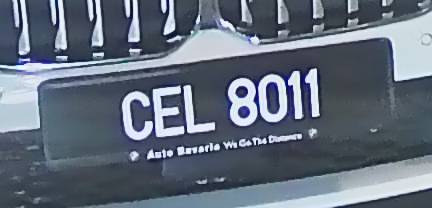 CEL 8011
Auto Bavaria We Go The Distance